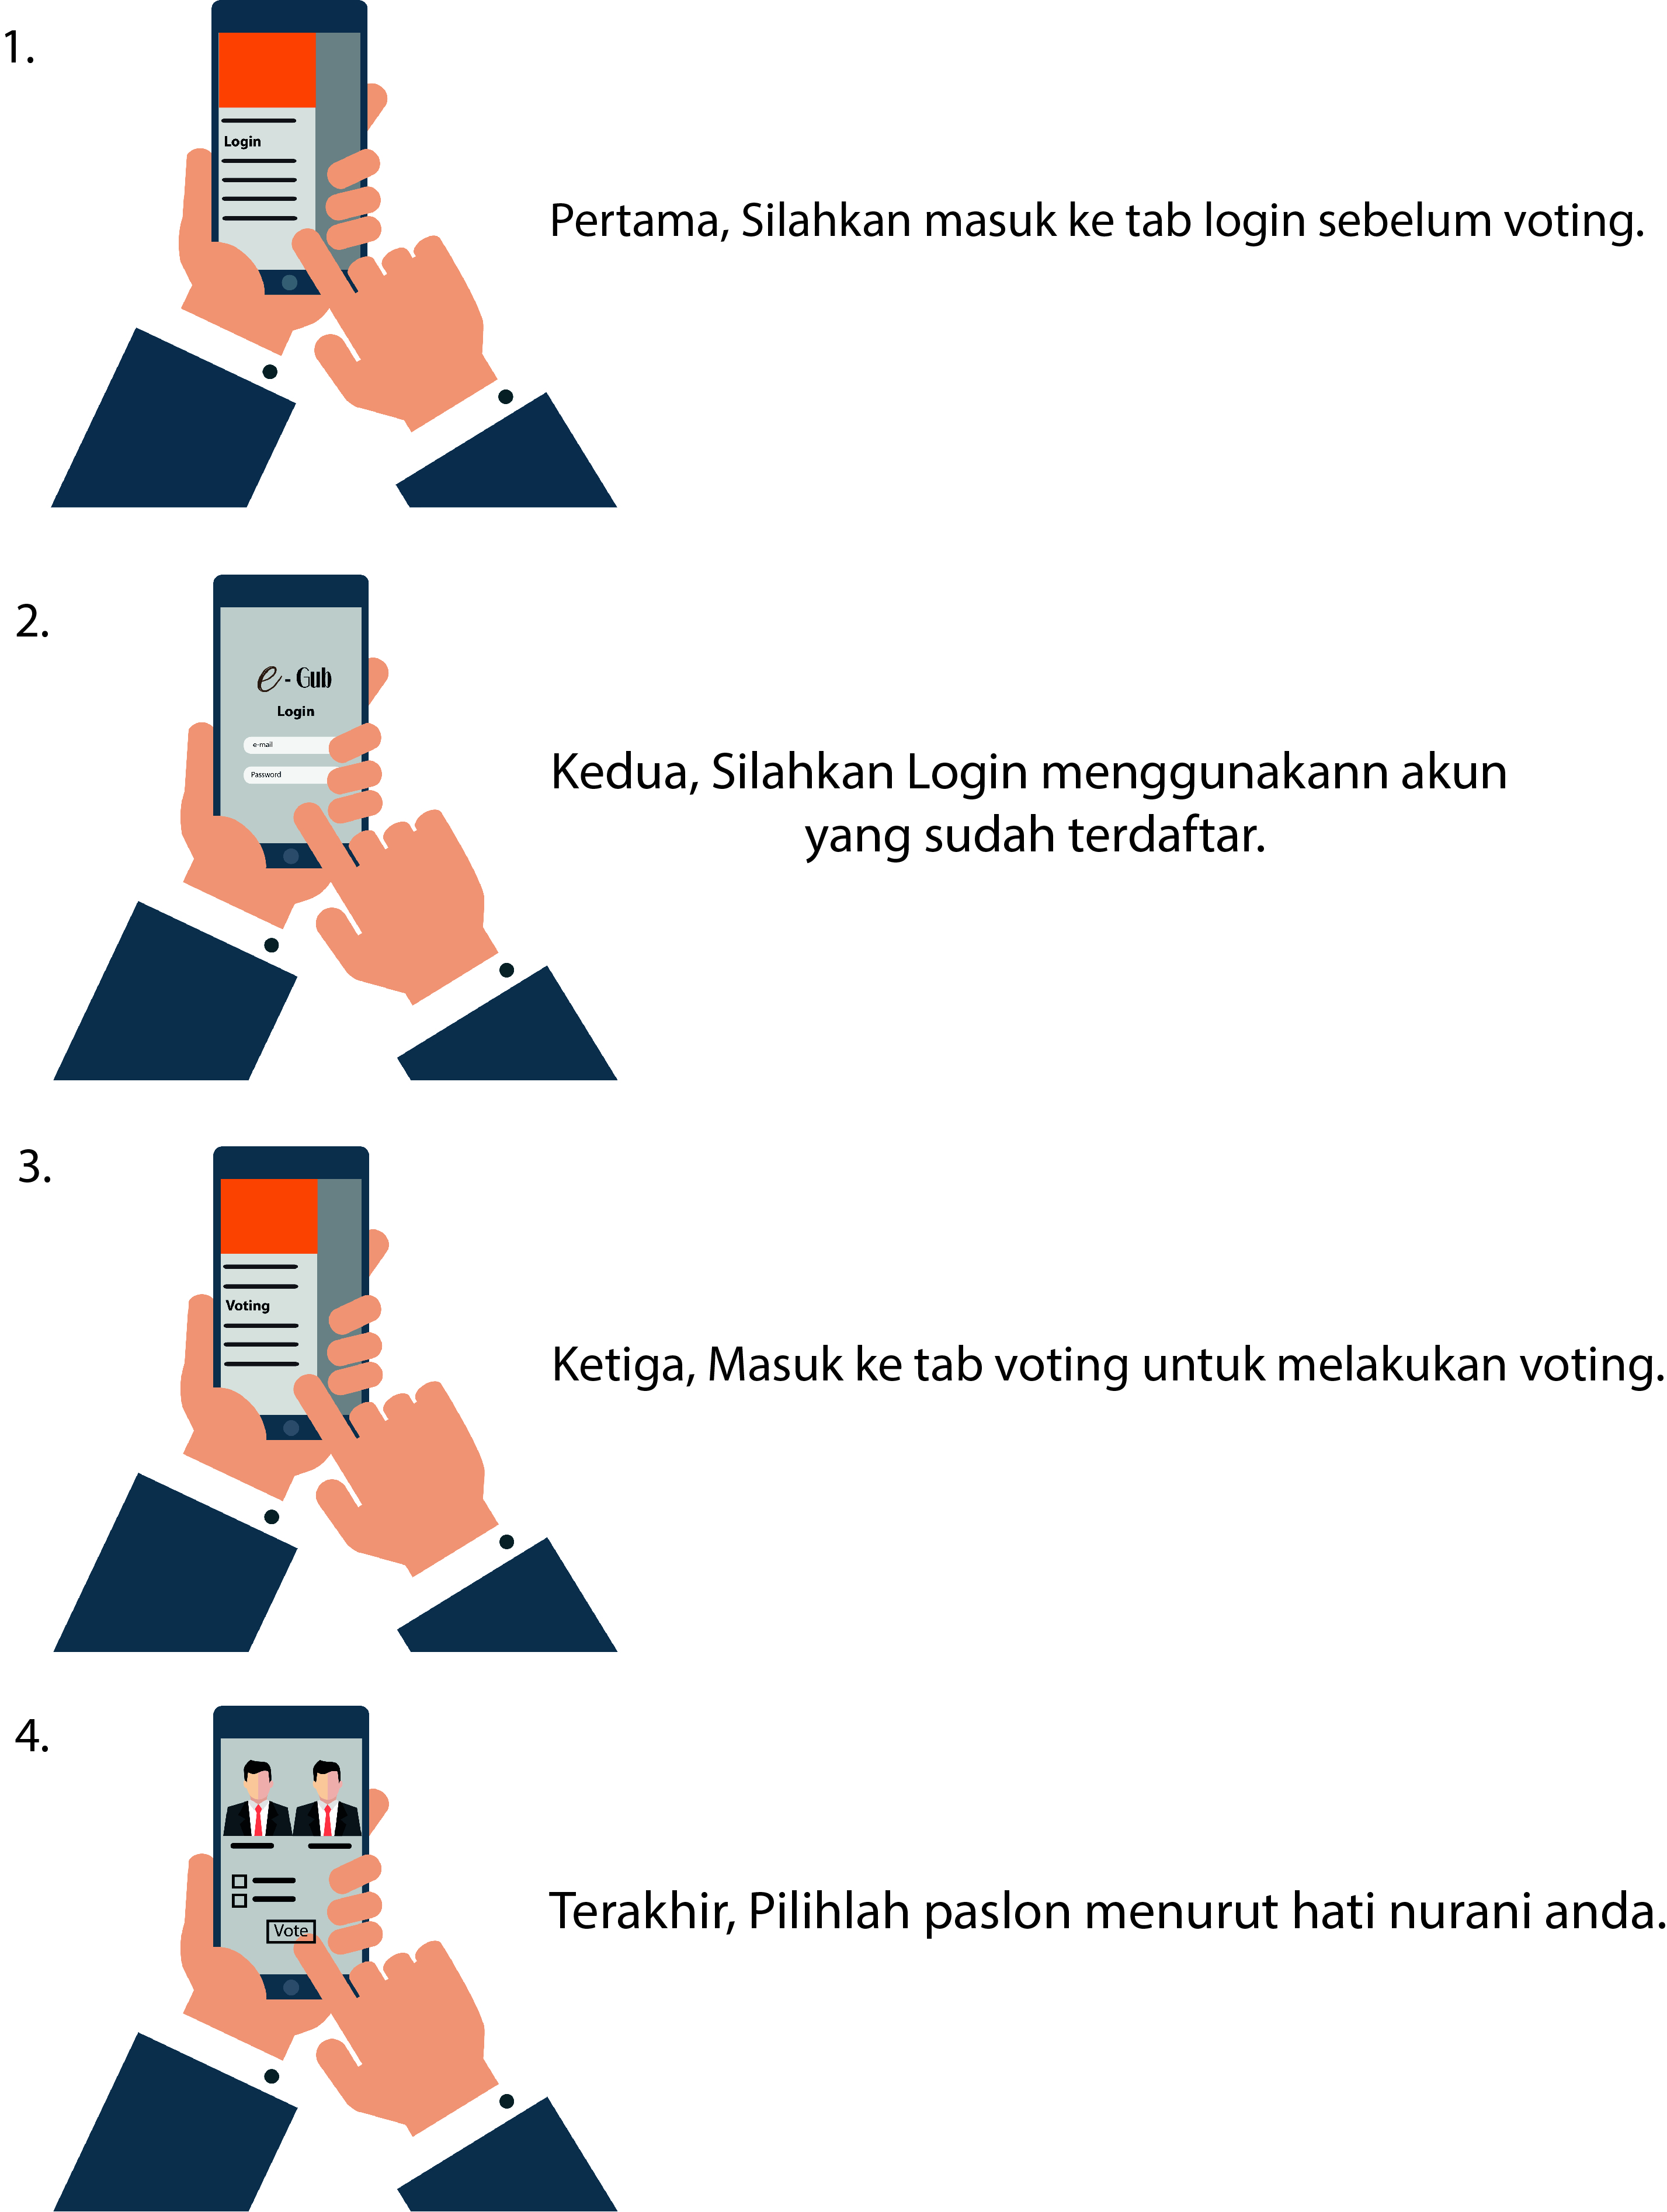 1.
Login
Pertama, Silahkan masuk ke tab login sebelum voting.
2.
e - Gub
Login
e-mail
Password
Kedua, Silahkan Login menggunakann akun
yang sudah terdaftar.
3.
Voting
Ketiga, Masuk ke tab voting untuk melakukan voting.
4.
Vote
Terakhir, Pilihlah paslon menurut hati nurani anda.